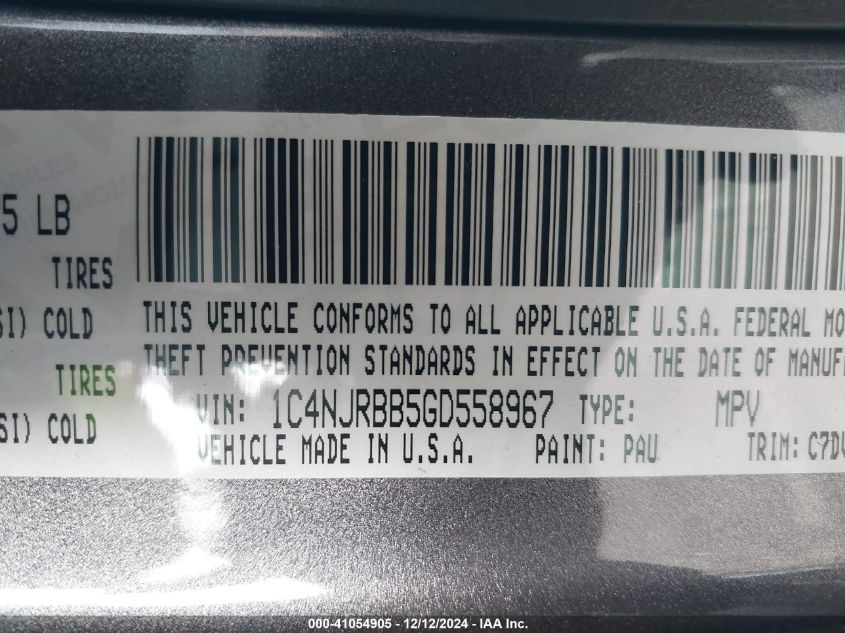 5 LB
TIRES
SI) COLD
TIRES
SI) COLD
THIS VEHICLE CONFORMS TO ALL APPLICABLE U.S.A. FEDERAL MO
THEFT PREVENTION STANDARDS IN EFFECT ON THE DATE OF MANUF
VIN: 1C4NJRBB5GD558967 TYPE: MPV
VEHICLE MADE IN U.S.A. PAINT: PAU TRIM: C7DV
000-41054905 - 12/12/2024 - IAA Inc.